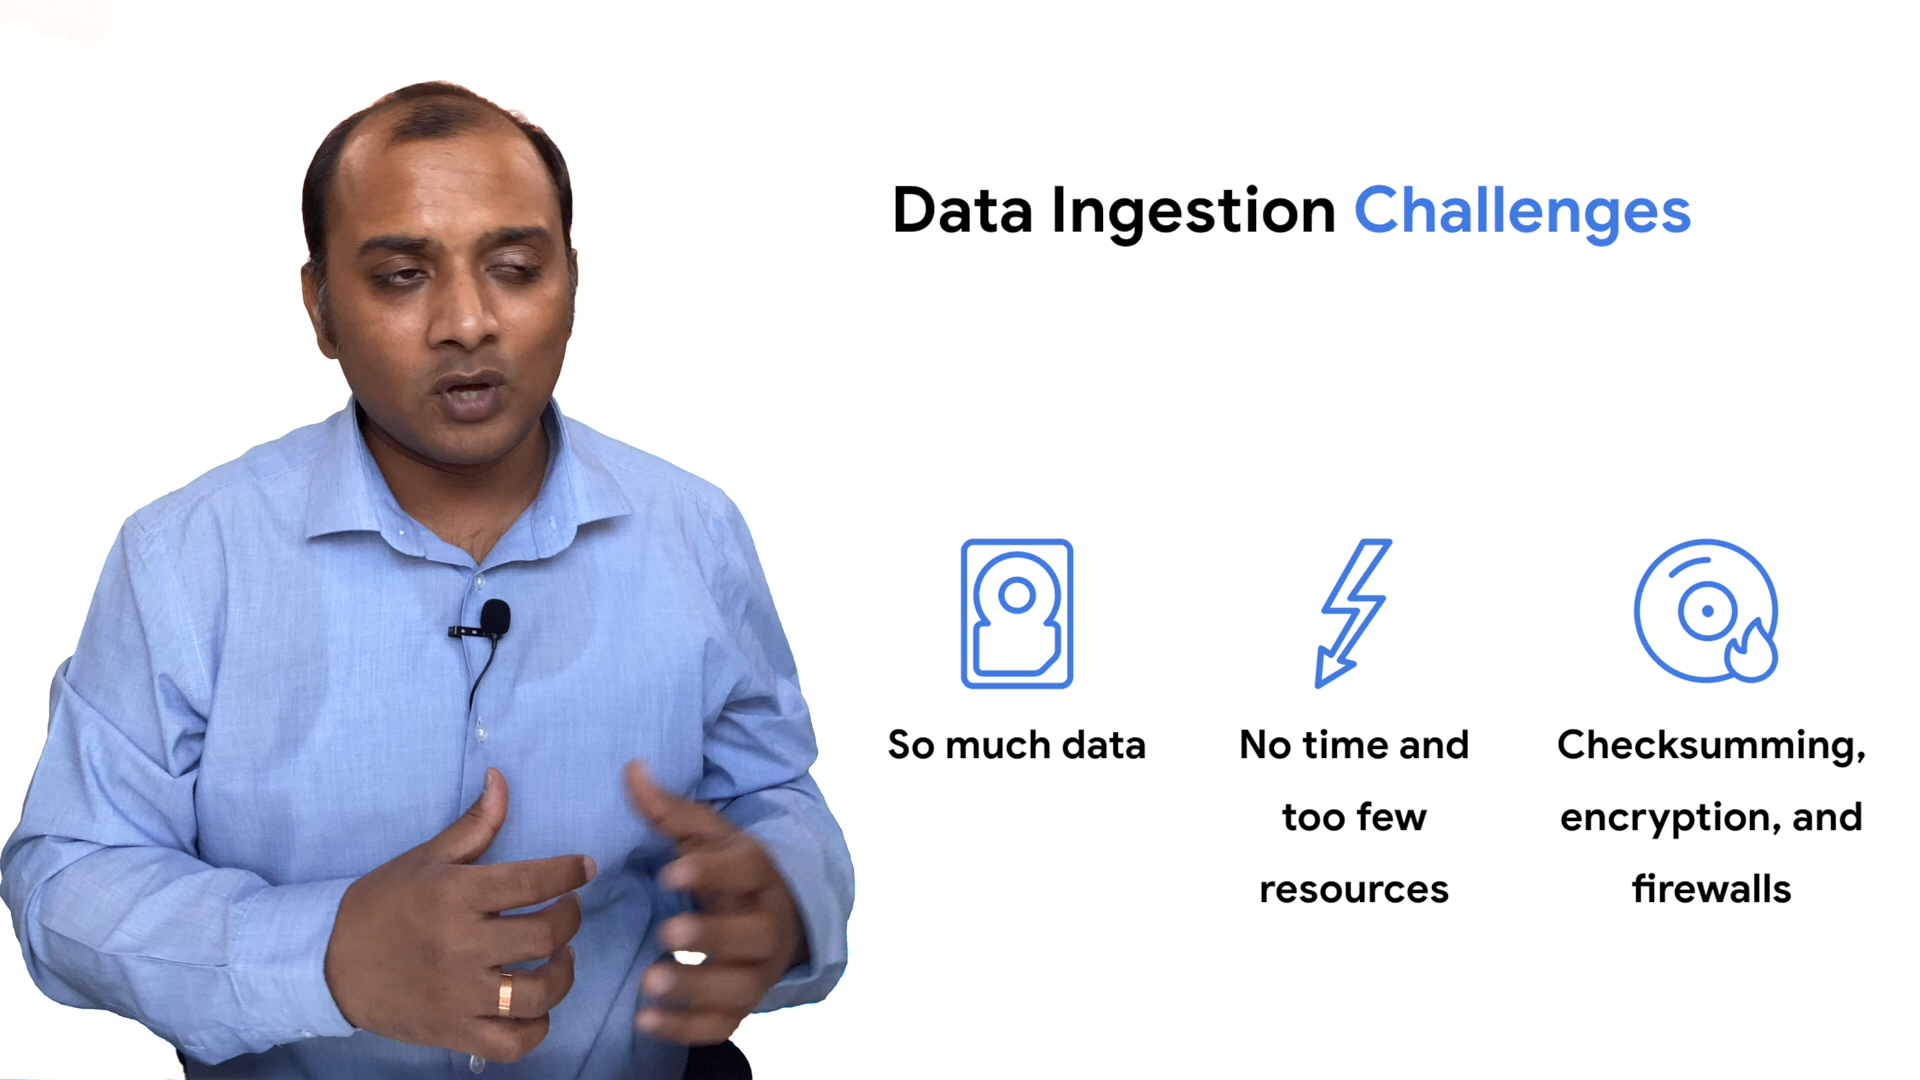 Data Ingestion Challenges
So much data
No time and
too few
resources
Checksumming,
encryption, and
firewalls